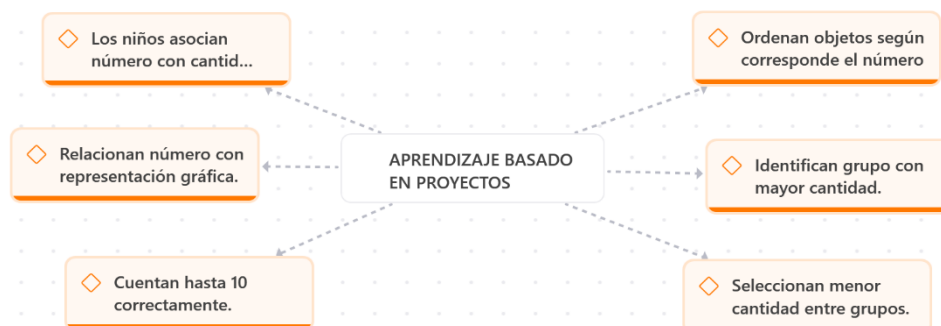 Los niños asocian
número con cantid...
Ordenan objetos según
corresponde el número
Relacionan número con
representación gráfica.
APRENDIZAJE BASADO
EN PROYECTOS
Identifican grupo con
mayor cantidad.
Cuentan hasta 10
correctamente.
Seleccionan menor
cantidad entre grupos.